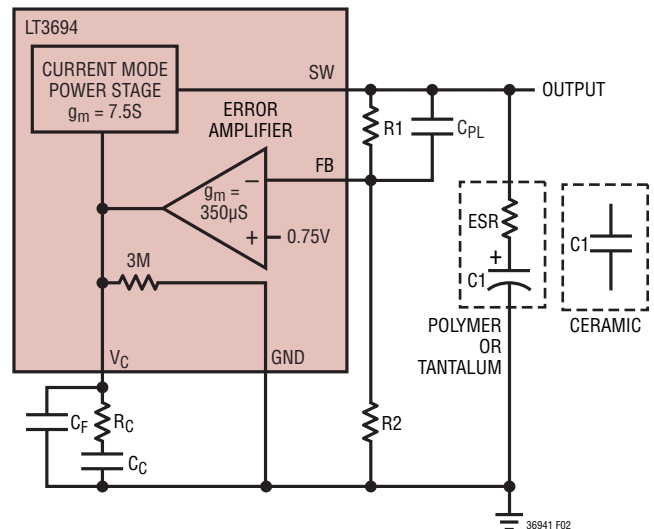 LT3694
CURRENT MODE
POWER STAGE
gm = 7.5S
SW
OUTPUT
ERROR
AMPLIFIER
R1
CPL
FB
gm =
350µS
–
+
0.75V
ESR
+
C1
C1
3M
POLYMER
OR
TANTALUM
CERAMIC
VC
GND
CF
RC
CC
R2
36941 F02